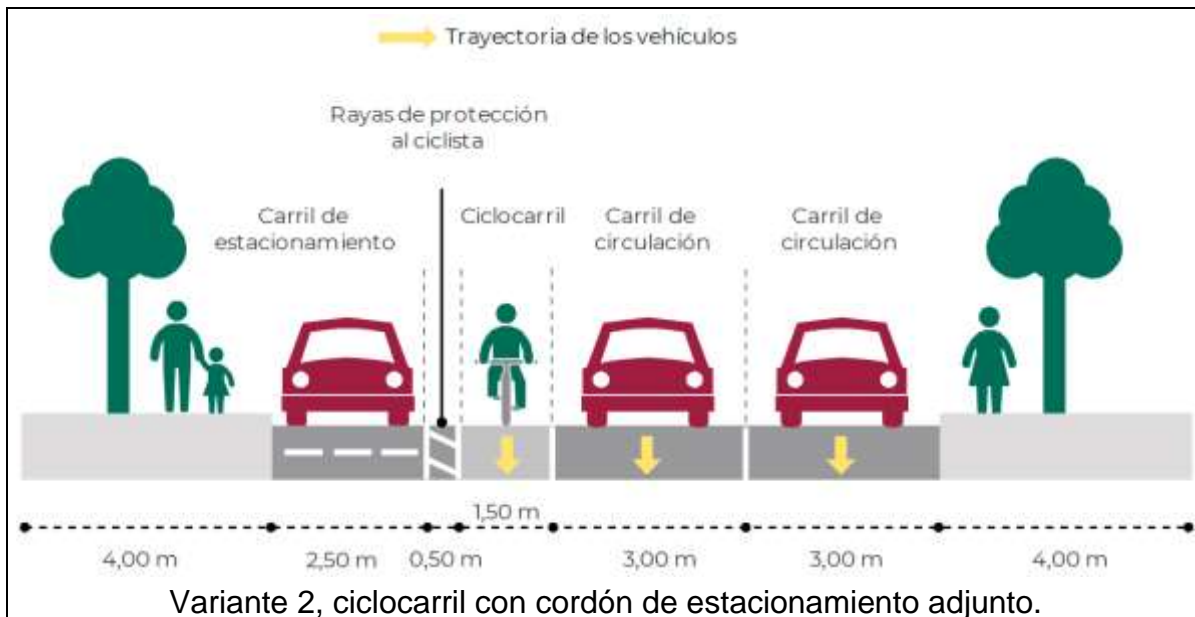 Trayectoria de los vehículos
Rayas de protección
al ciclista
Carril de
estacionamiento
Ciclocarril
Carril de
circulación
Carril de
circulación
1,50 m
4,00 m
2,50 m
0,50 m
3,00 m
3,00 m
4,00 m
Variante 2, ciclocarril con cordón de estacionamiento adjunto.